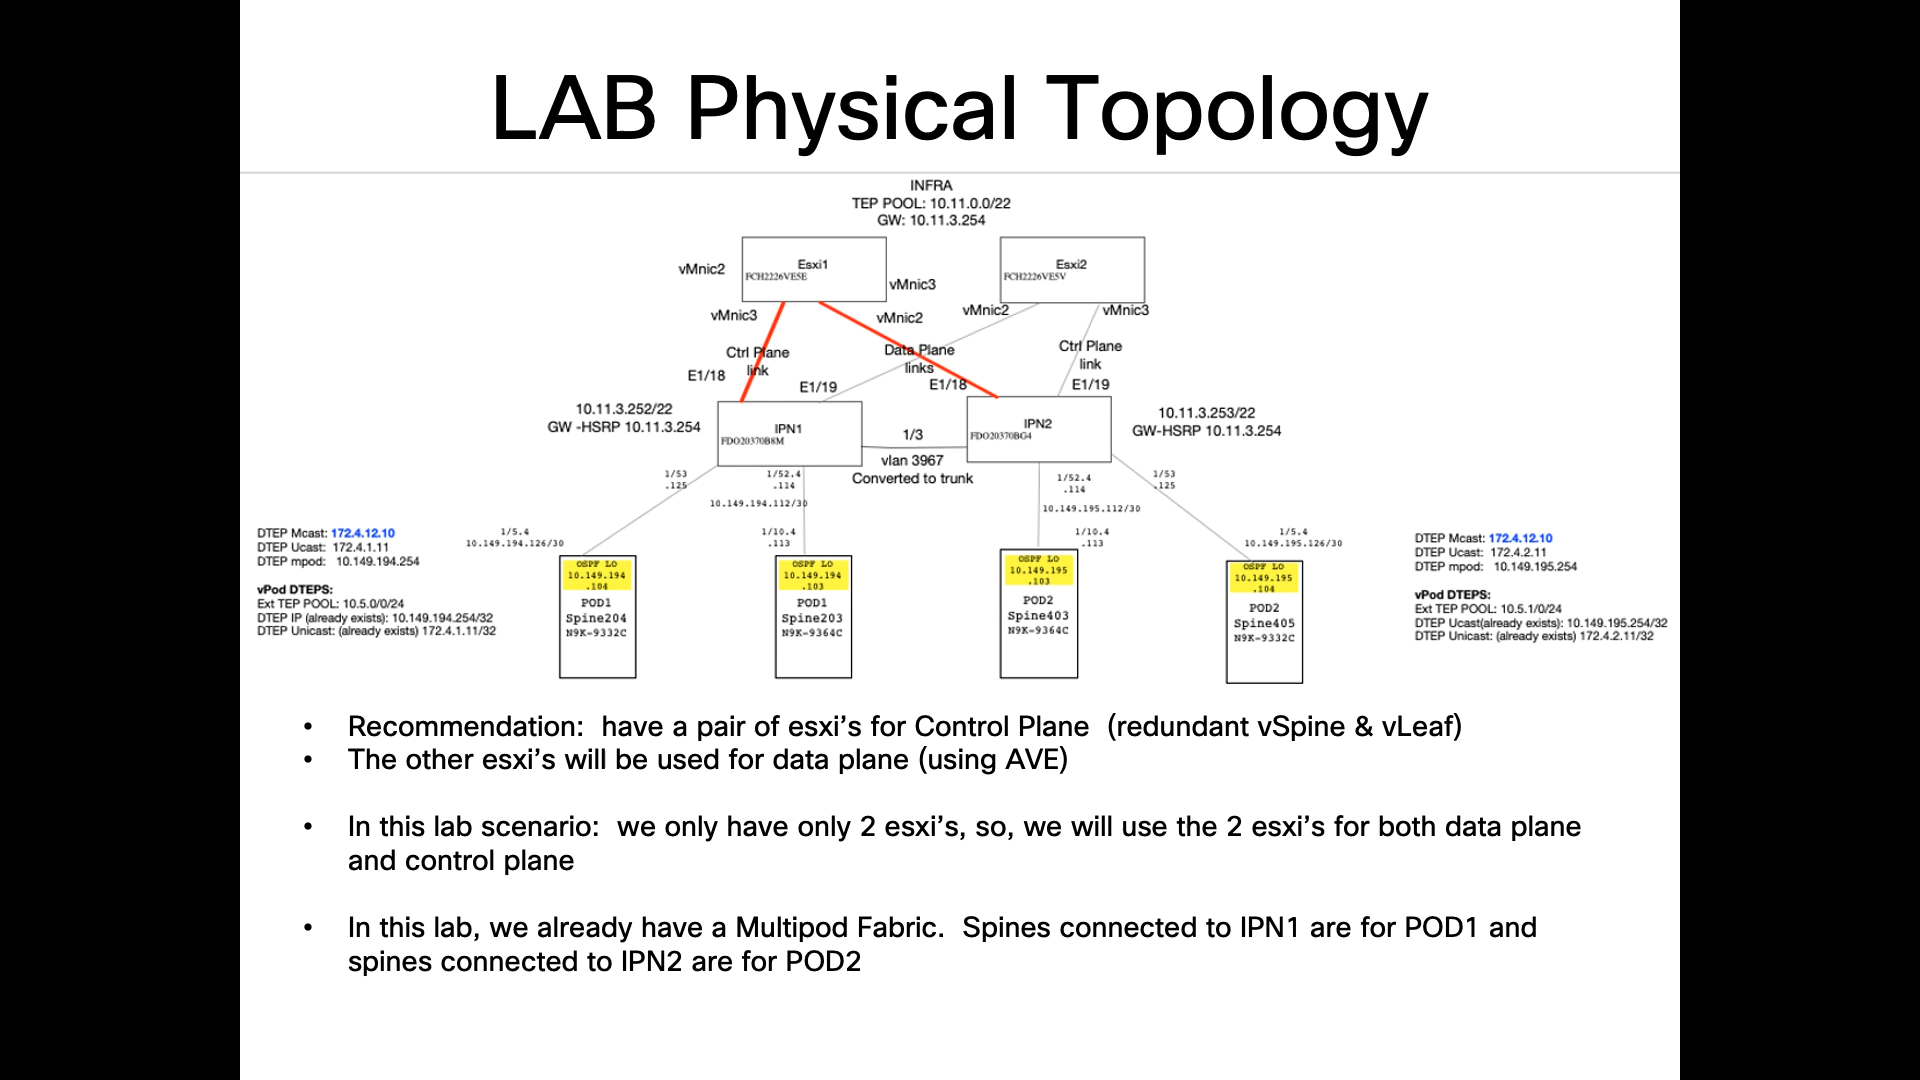 LAB Physical Topology
INFRA
TEP POOL: 10.11.0.0/22
GW: 10.11.3.254
Esxi1
FCH2226VE5E
Esxi2
FCH2226VE5V
vMnic2
vMnic3
vMnic3
vMnic2
vMnic2
vMnic3
Ctrl Plane
link
Data Plane
links
Ctrl Plane
link
E1/18
E1/19
E1/18
E1/19
10.11.3.252/22
GW -HSRP 10.11.3.254
IPN1
FDO20370B8M
1/3
vlan 3967
Converted to trunk
IPN2
FDO20370BG4
10.11.3.253/22
GW-HSRP 10.11.3.254
1/53
.125
1/52.4
.114
10.149.194.112/30
1/52.4
.114
10.149.195.112/30
1/53
.125
1/5.4
10.149.194.126/30
1/10.4
.113
1/10.4
.113
1/5.4
10.149.195.126/30
DTEP Mcast: 172.4.12.10
DTEP Ucast: 172.4.1.11
DTEP mpod: 10.149.194.254
vPod DTEPS:
Ext TEP POOL: 10.5.0/0/24
DTEP IP (already exists): 10.149.194.254/32
DTEP Unicast: (already exists) 172.4.1.11/32
OSPF LO
10.149.194
.104
POD1
Spine204
N9K-9332C
OSPF LO
10.149.194
.103
POD1
Spine203
N9K-9364C
OSPF LO
10.149.195
.103
POD2
Spine403
N9K-9364C
OSPF LO
10.149.195
.104
POD2
Spine405
N9K-9332C
DTEP Mcast: 172.4.12.10
DTEP Ucast: 172.4.2.11
DTEP mpod: 10.149.195.254
vPod DTEPS:
Ext TEP POOL: 10.5.1/0/24
DTEP Ucast(already exists): 10.149.195.254/32
DTEP Unicast: (already exists) 172.4.2.11/32
• Recommendation: have a pair of esxi’s for Control Plane (redundant vSpine & vLeaf)
• The other esxi’s will be used for data plane (using AVE)
• In this lab scenario: we only have only 2 esxi’s, so, we will use the 2 esxi’s for both data plane
and control plane
• In this lab, we already have a Multipod Fabric. Spines connected to IPN1 are for POD1 and
spines connected to IPN2 are for POD2